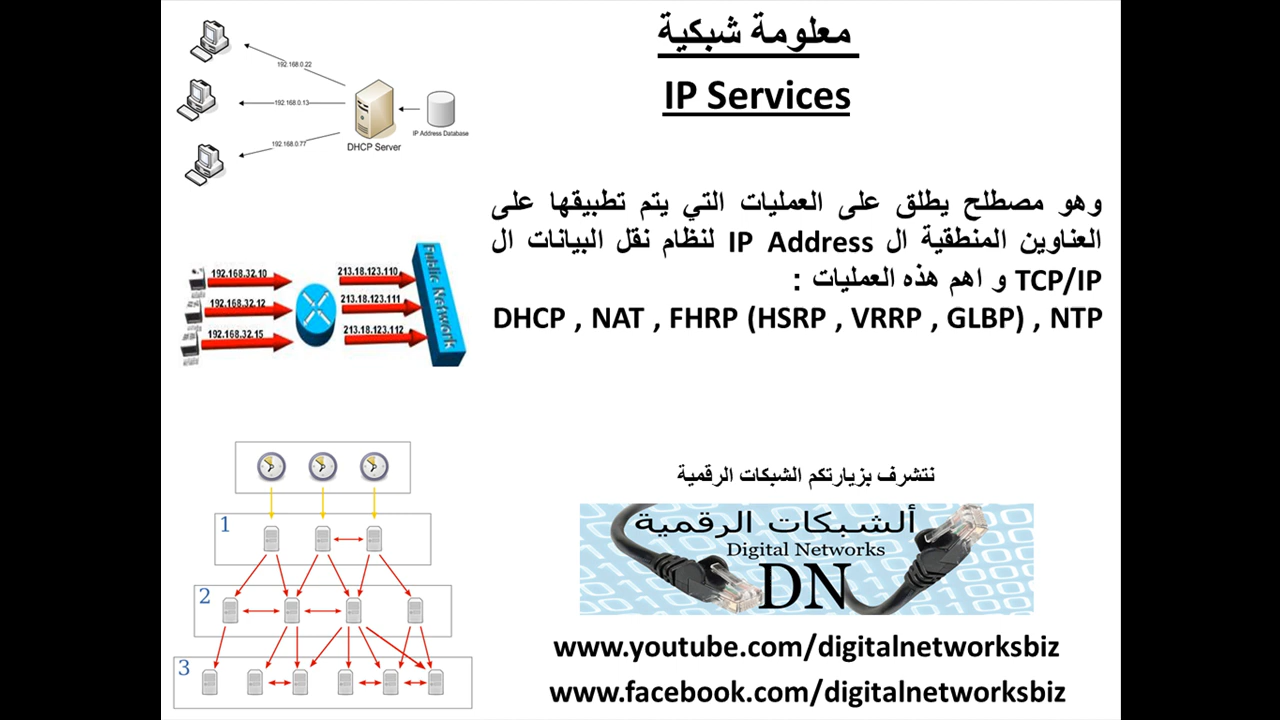 معلومة شبكية
IP Services
وهو مصطلح يطلق على العمليات التي يتم تطبيقها على
العناوين المنطقية ال IP Address لنظام نقل البيانات ال
TCP/IP و اهم هذه العمليات :
DHCP , NAT , FHRP (HSRP , VRRP , GLBP) , NTP
192.168.0.22
192.168.0.13
192.168.0.77
DHCP Server
IP Address Database
192.168.32.10
192.168.32.12
192.168.32.15
213.18.123.110
213.18.123.111
213.18.123.112
Public Network
1
2
3
نتشرف بزيارتكم الشبكات الرقمية
ألشبكات الرقمية
Digital Networks
DN
www.youtube.com/digitalnetworksbiz
www.facebook.com/digitalnetworksbiz